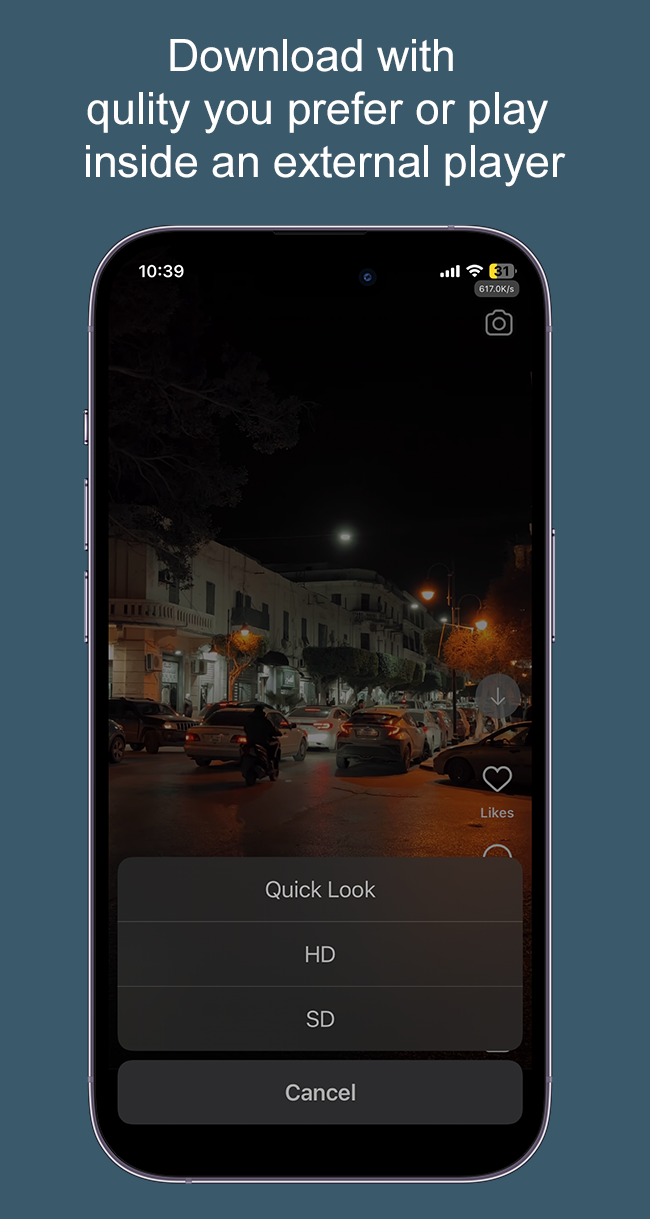 Download with
qulity you prefer or play
inside an external player
10:39
31
617.0K/s
Likes
Quick Look
HD
SD
Cancel